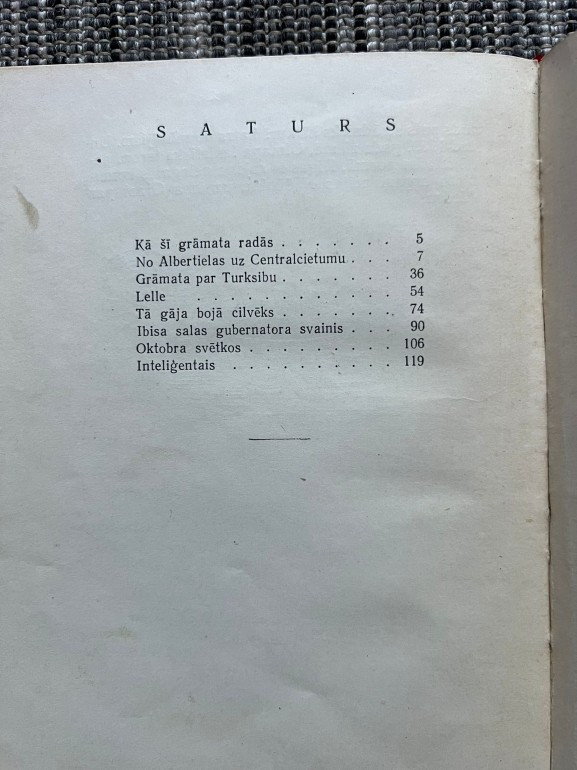 SATURS
Kā šī grāmata radās . . . . . . . 5
No Albertielas uz Centralcietumu . . . 7
Grāmata par Turksibu . . . . . . . 36
Lelle . . . . . . . . . . . . 54
Tā gāja bojā cilvēks . . . . . . . 74
Ibisa salas gubernatora svainis . . . 90
Oktobra svētkos . . . . . . . . . 106
Inteliģentais . . . . . . . . . . 119